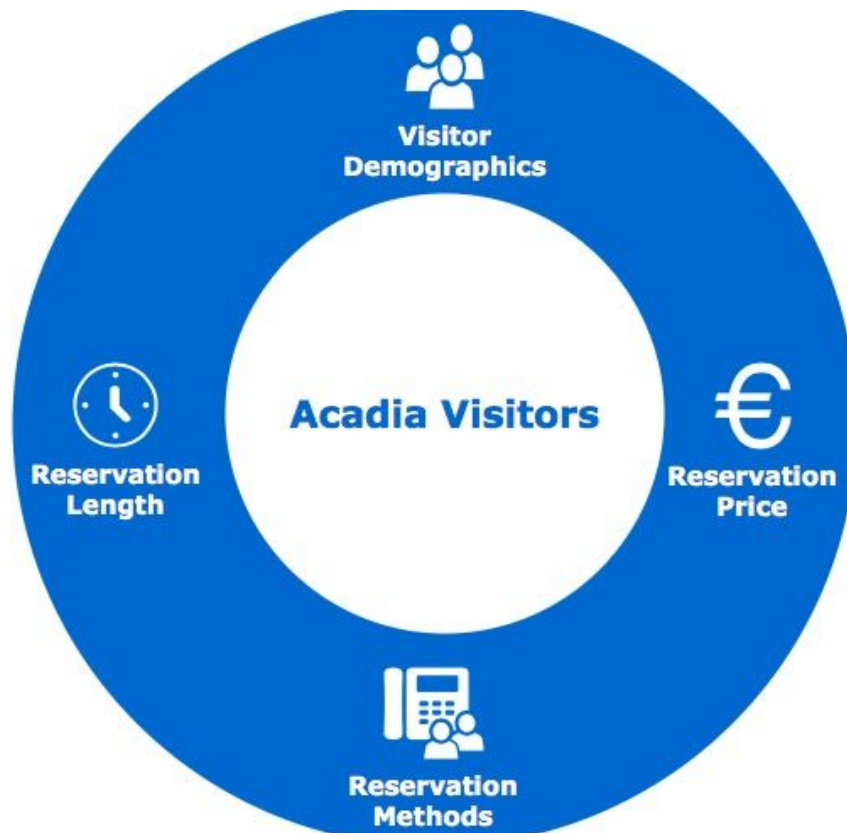 Visitor
Demographics
Acadia Visitors
Reservation
Length
€
Reservation
Price
Reservation
Methods